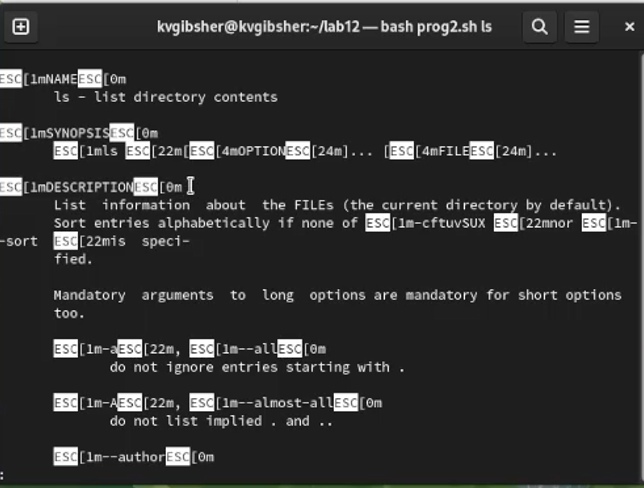 kvgibsher@kvgibsher:~/lab12 — bash prog2.sh ls
ESC[1mNAMEESC[0m
ls - list directory contents
ESC[1mSYNOPSISESC[0m
ESC[1mls ESC[22m[ESC[4mOPTIONESC[24m]... [ESC[4mFILEESC[24m]...
ESC[1mDESCRIPTIONESC[0m
List information about the FILEs (the current directory by default).
Sort entries alphabetically if none of ESC[1m-cftuvSUX ESC[22mnor ESC[1m-
-sort ESC[22mis speci-
fied.
Mandatory arguments to long options are mandatory for short options
too.
ESC[1m-aESC[22m, ESC[1m--allESC[0m
do not ignore entries starting with .
ESC[1m-AESC[22m, ESC[1m--almost-allESC[0m
do not list implied . and ..
ESC[1m--authorESC[0m
: